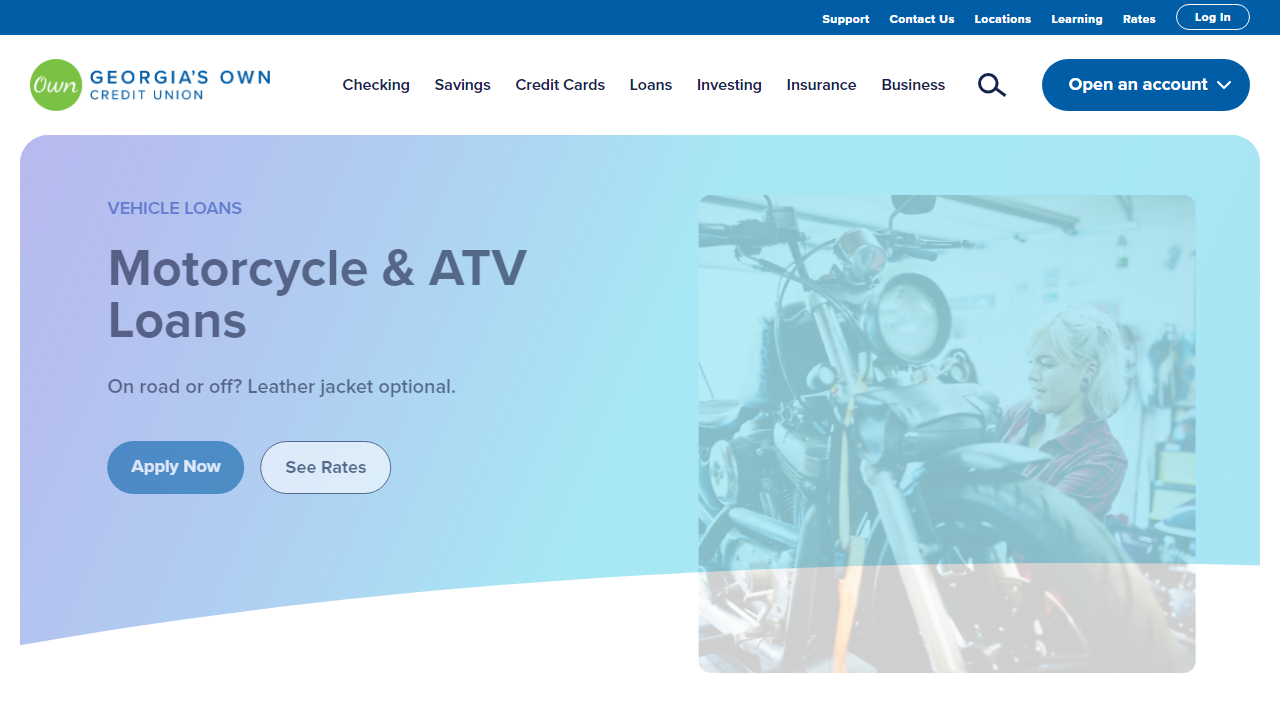 Support
Contact Us
Locations
Learning
Rates
Log In
Own
GEORGIA'S OWN
CREDIT UNION
Checking
Savings
Credit Cards
Loans
Investing
Insurance
Business
Open an account
VEHICLE LOANS
Motorcycle & ATV
Loans
On road or off? Leather jacket optional.
Apply Now
See Rates